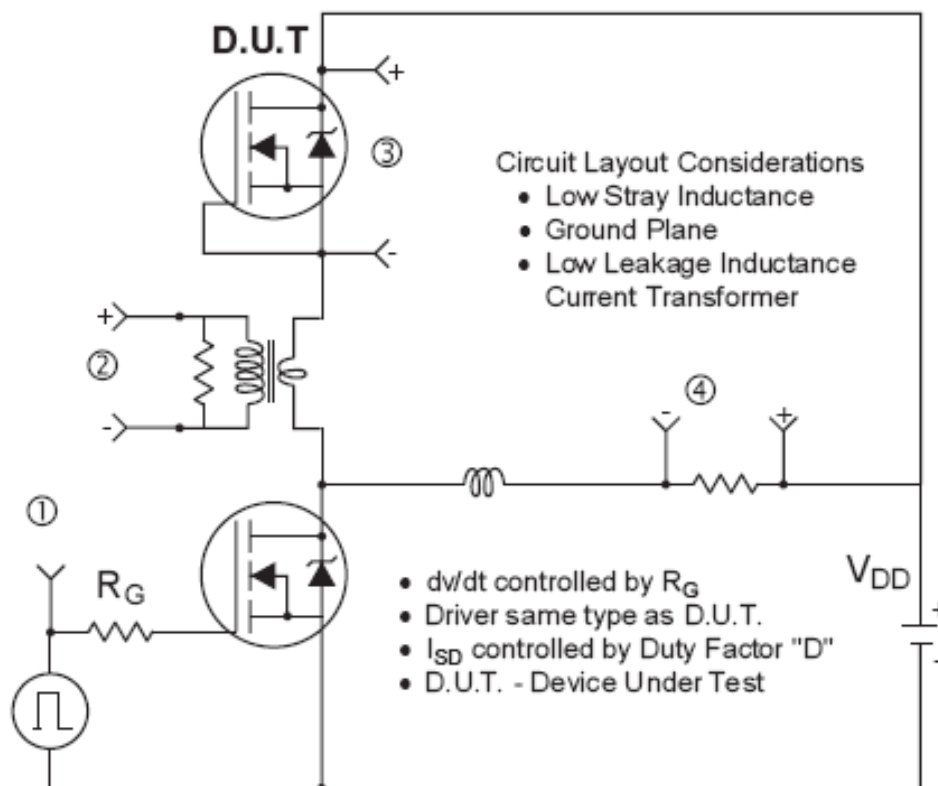 D.U.T
+
③
-
Circuit Layout Considerations
• Low Stray Inductance
• Ground Plane
• Low Leakage Inductance
Current Transformer
+
②
-
④
-
+
①
RG
VDD
+
-
• dv/dt controlled by RG
• Driver same type as D.U.T.
• ISD controlled by Duty Factor "D"
• D.U.T. - Device Under Test